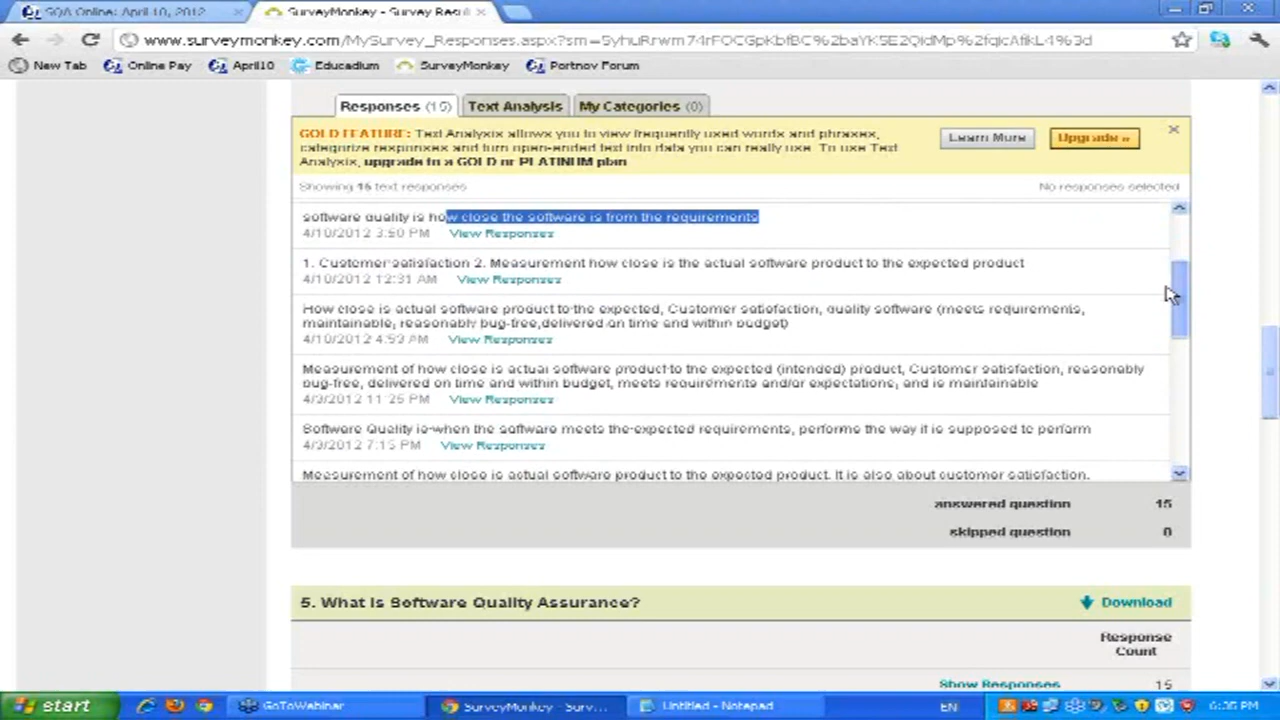 SQA Online: April 10, 2012
SurveyMonkey - Survey Resul
www.surveymonkey.com/MySurvey_Responses.aspx?sm=
New Tab Online Pay April10 Educadium SurveyMonkey Portnov Forum
Responses (15) Text Analysis My Categories (0)
GOLD FEATURE: Text Analysis allows you to view frequently used words and phrases,
categorize responses and turn open-ended text into data you can really use. To use Text
Analysis, upgrade to a GOLD or PLATINUM plan
Learn More Upgrade »
Showing 15 text responses No responses selected
software quality is how close the software is from the requirements
4/10/2012 3:50 PM View Responses
1. Customer satisfaction 2. Measurement how close is the actual software product to the expected product
4/10/2012 12:31 AM View Responses
How close is actual software product to the expected, Customer satisfaction, quality software (meets requirements,
maintainable, reasonably bug-free,delivered on time and within budget)
4/10/2012 4:53 AM View Responses
Measurement of how close is actual software product to the expected (intended) product, Customer satisfaction, reasonably
bug-free, delivered on time and within budget, meets requirements and/or expectations, and is maintainable
4/9/2012 11:25 PM View Responses
Software Quality is when the software meets the expected requirements, performs the way it is supposed to perform
4/9/2012 7:15 PM View Responses
Measurement of how close is actual software product to the expected product. It is also about customer satisfaction.
answered question 15
skipped question 0
5. What is Software Quality Assurance? Download
Response
Count
Show Responses 15
start GoToWebinar SurveyMonkey - Surv... Untitled - Notepad EN 6:35 PM